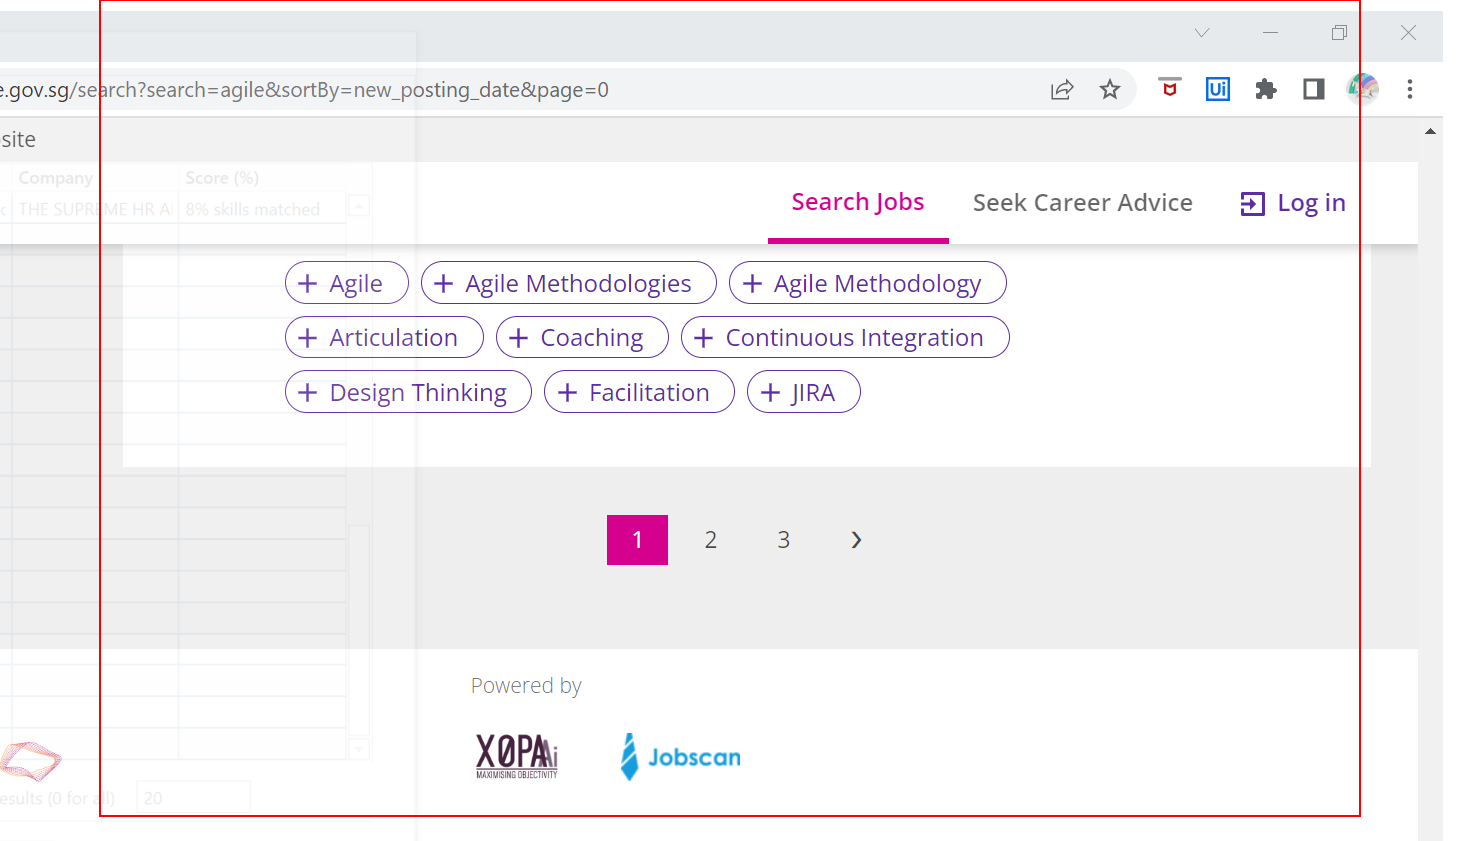 e.gov.sg/search?search=agile&sortBy=new_posting_date&page=0
Ui
site
Company Score (%)
THE SUPREME HR A 8% skills matched
Search Jobs Seek Career Advice Log in
+ Agile + Agile Methodologies + Agile Methodology
+ Articulation + Coaching + Continuous Integration
+ Design Thinking + Facilitation + JIRA
1 2 3 >
Powered by
XØPA Ai
MAXIMISING OBJECTIVITY
Jobscan
esults (0 for all) 20